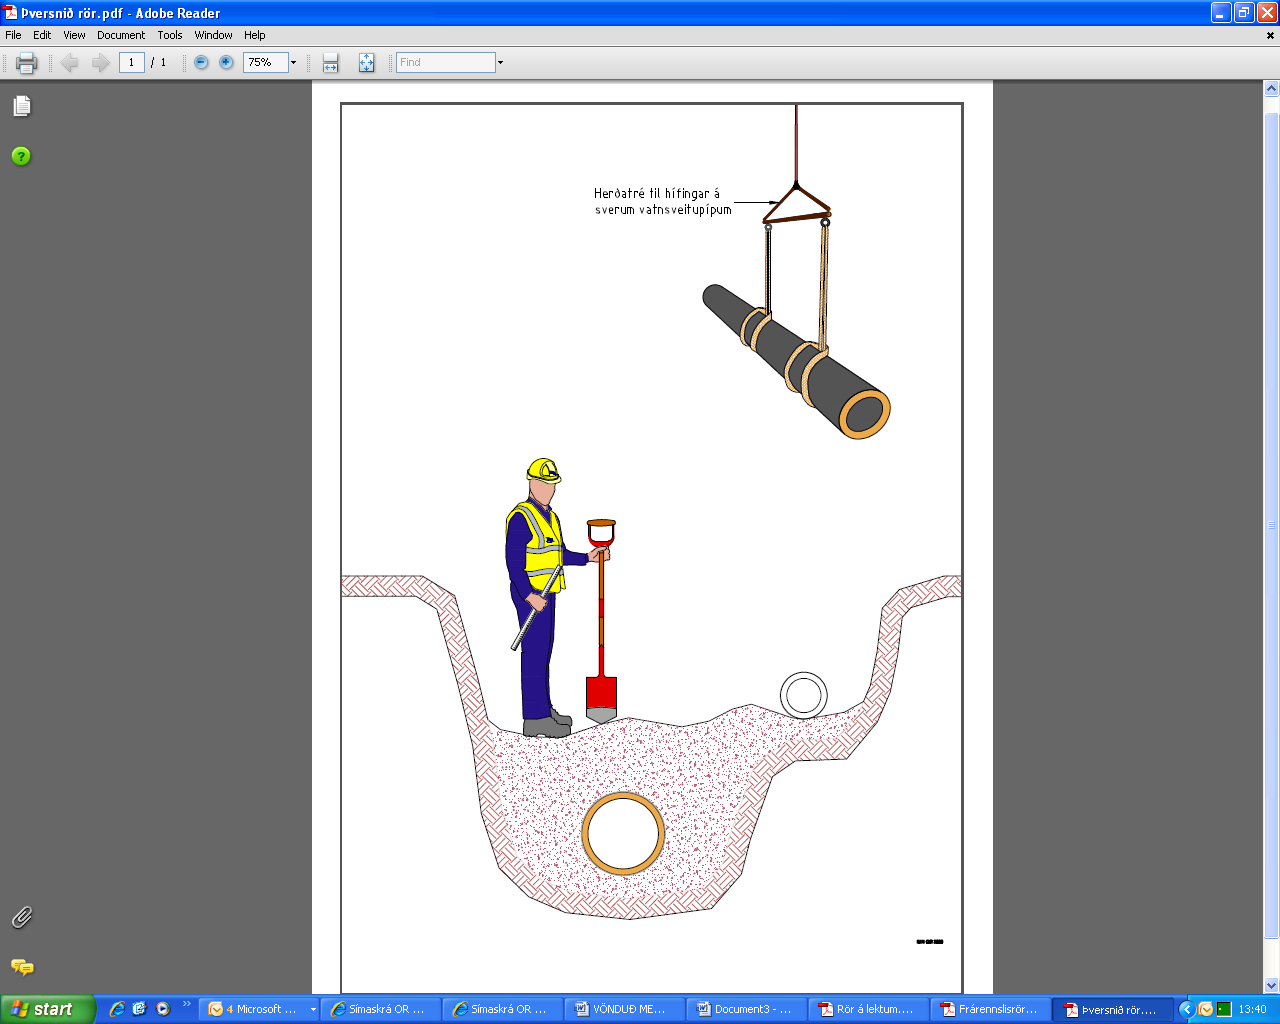 Þversnið rör.pdf - Adobe Reader
File Edit View Document Tools Window Help
1 / 1 75% Find
Herðatré til hífingar á
sverum vatnsveitupípum
start 4 Microsoft ... Símaskrá OR ... Símaskrá OR ... VÖNDUÐ ME... Document3 - ... Rör á lektum.... Frárennslisrör... Þversnið rör.... 13:40